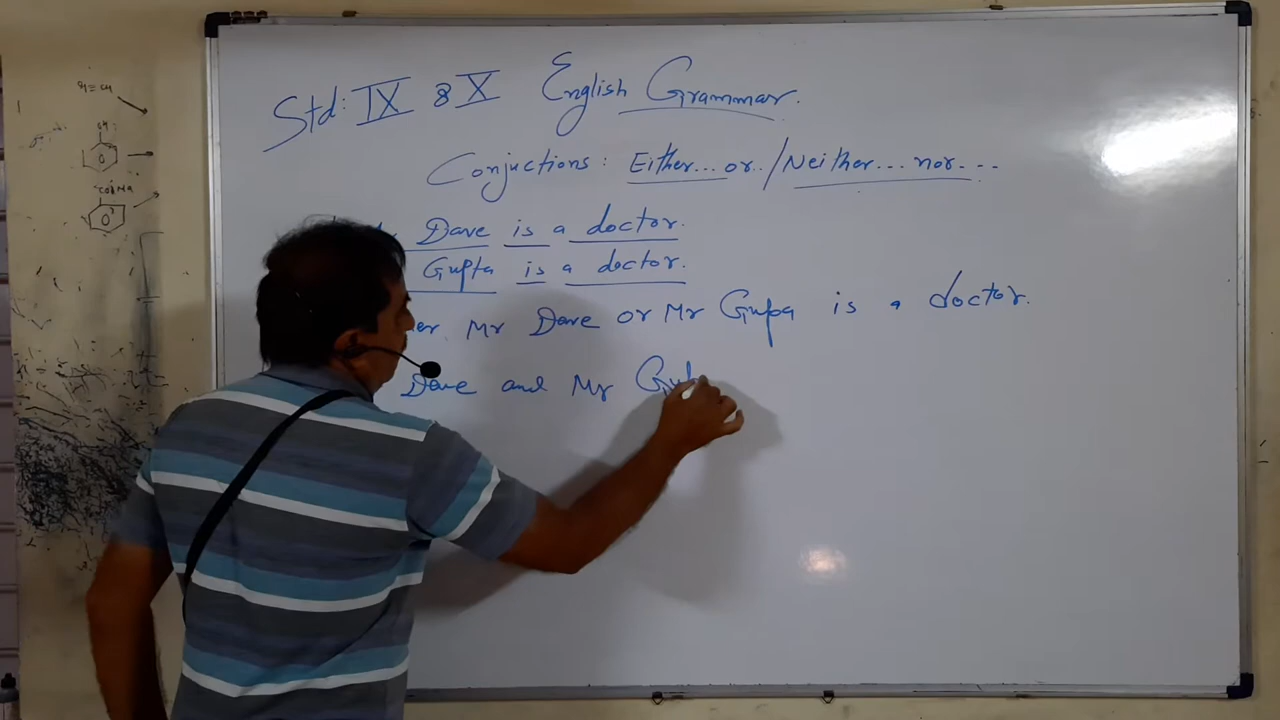 Std: IX & X English Grammar.
Conjuctions: Either...or../Neither...nor...
Dave is a doctor.
Gupta is a doctor.
er Mr Dave or Mr Gupa is a doctor.
Dave and Mr Gup